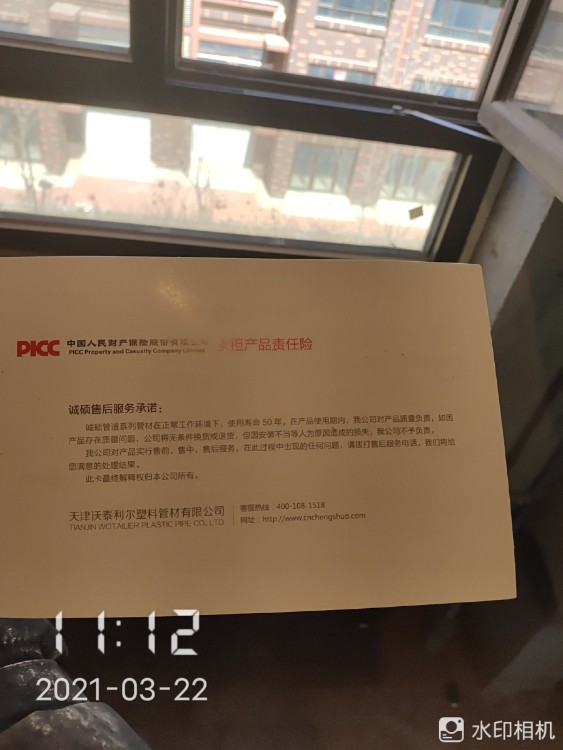 PICC 中国人民财产保险股份有限公司 承担产品责任险
PICC Property and Casualty Company Limited
诚硕售后服务承诺:
诚硕管道系列管材在正常工作环境下,使用寿命50年。在产品使用期内,我公司对产品质量负责,如因
产品存在质量问题,公司将无条件换货或退货,但因安装不当等人为原因造成的损失,我公司不予负责。
我公司对产品实行售前、售中、售后服务,在此过程中出现的任何问题,请拨打售后服务电话,我们将给
您满意的处理结果。
此卡最终解释权归本公司所有。
天津沃泰利尔塑料管材有限公司
TIANJIN WOTAILIER PLASTIC PIPE CO., LTD
客服热线:400-108-1518
网址:http://www.cnchengshuo.com
11:12
2021-03-22
水印相机